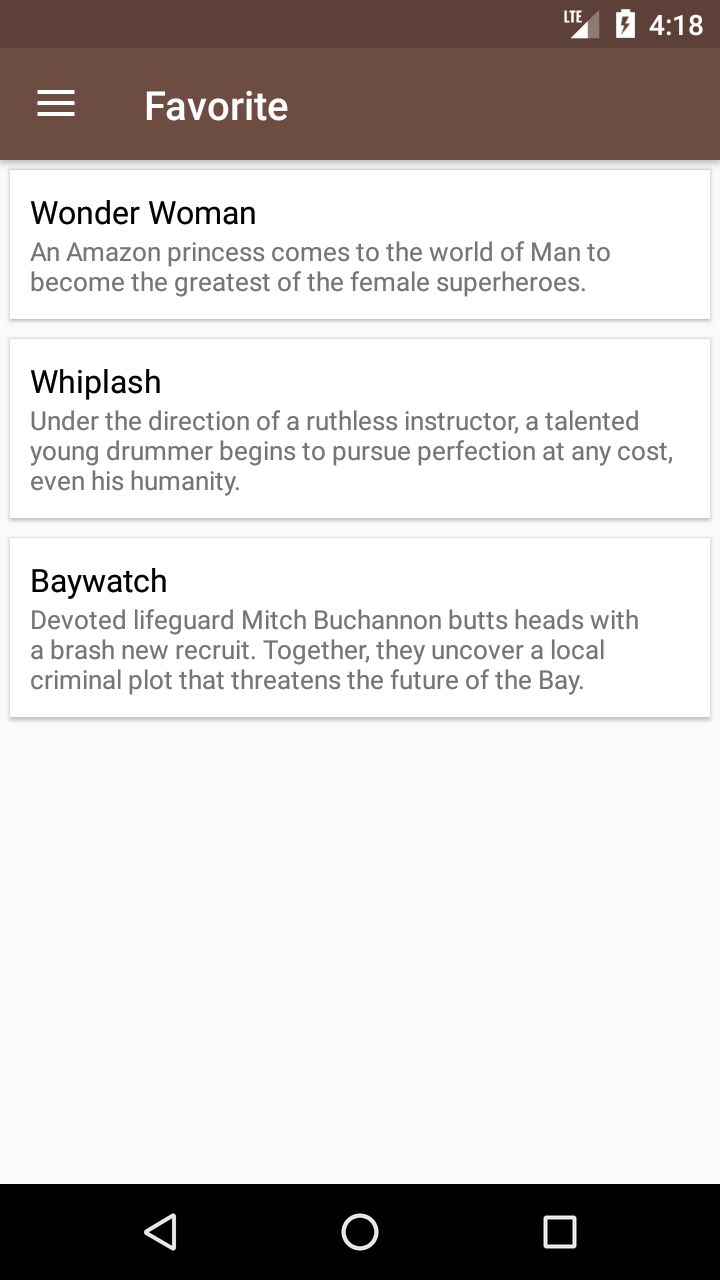 LTE 4:18
Favorite
Wonder Woman
An Amazon princess comes to the world of Man to
become the greatest of the female superheroes.
Whiplash
Under the direction of a ruthless instructor, a talented
young drummer begins to pursue perfection at any cost,
even his humanity.
Baywatch
Devoted lifeguard Mitch Buchannon butts heads with
a brash new recruit. Together, they uncover a local
criminal plot that threatens the future of the Bay.